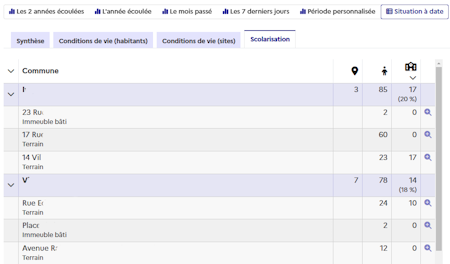 Les 2 années écoulées L'année écoulée Le mois passé Les 7 derniers jours Période personnalisée Situation à date
Synthèse Conditions de vie (habitants) Conditions de vie (sites) Scolarisation
Commune
3 85 17
(20 %)
23 Rue 2 0
Immeuble bâti
17 Rue 60 0
Terrain
14 Vil 23 17
Terrain
V 7 78 14
(18 %)
Rue E 24 10
Terrain
Place 2 0
Immeuble bâti
Avenue R 12 0
Terrain